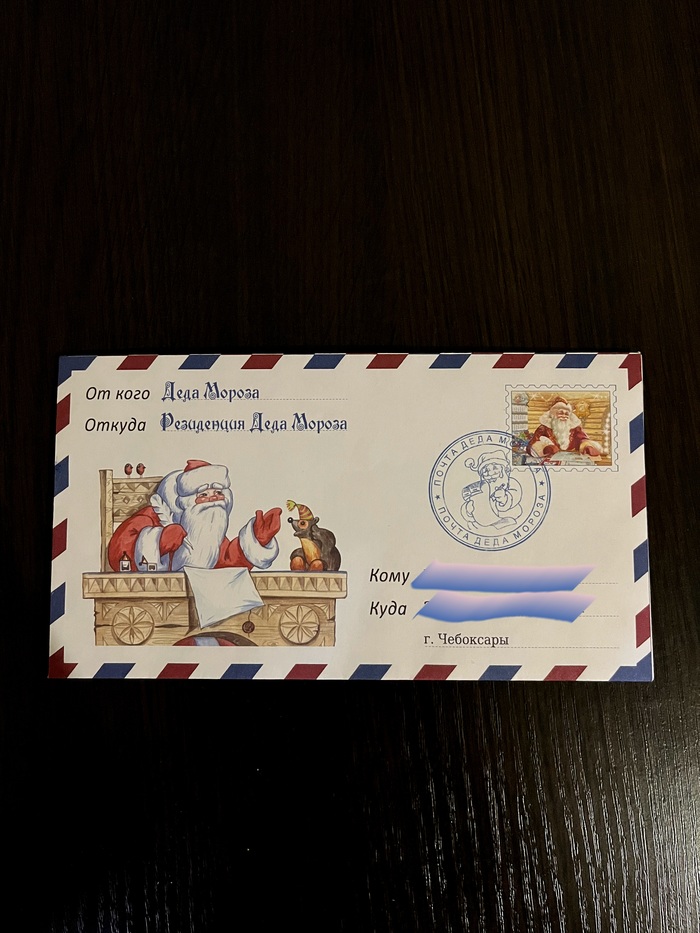 От кого Деда Мороза
Откуда Резиденция Деда Мороза
ПОЧТА ДЕДА МОРОЗА
ПОЧТА ДЕДА МОРОЗА
Кому
Куда
г. Чебоксары